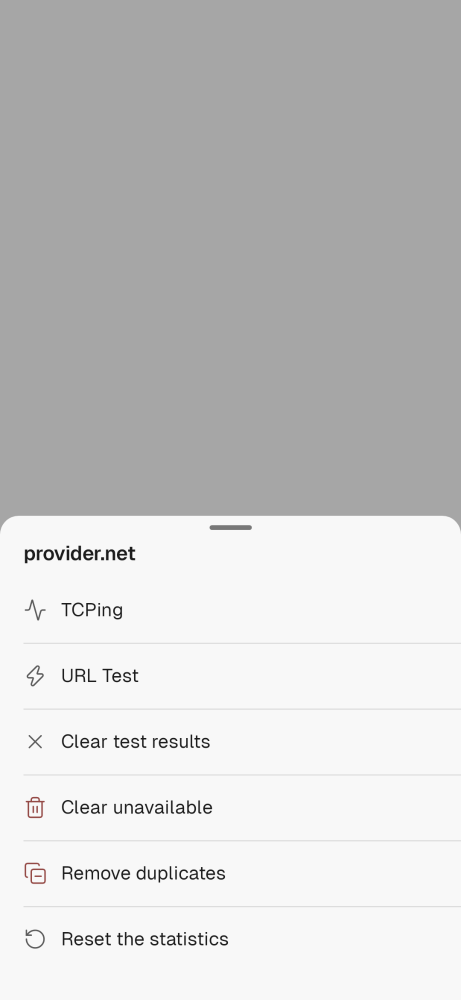 provider.net
TCPing
URL Test
Clear test results
Clear unavailable
Remove duplicates
Reset the statistics